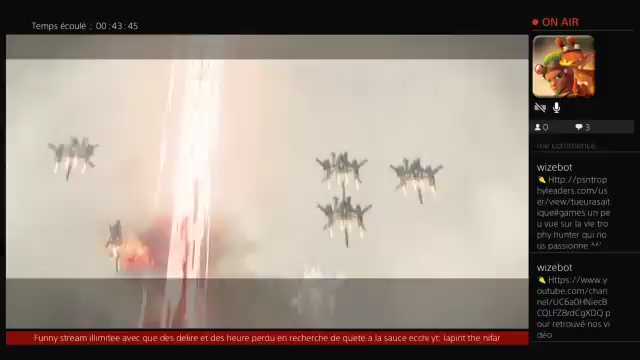 Temps écoulé : 00:43:45
ON AIR
0
3
me commence
wizebot
Http://psntrop
hyleaders.com/us
er/view/tueurasait
ique#games un pe
u vue sur la vie tro
phy hunter qui no
us passionne ^^'
wizebot
Https://www.y
outube.com/chan
nel/UC6a0HNiecB
CQLFZ8rdCgXDQ p
our retrouvé nos vi
déo
Funny stream illimitee avec que des delire et des heure perdu en recherche de quete a la sauce ecchi yt: lapint the nifar